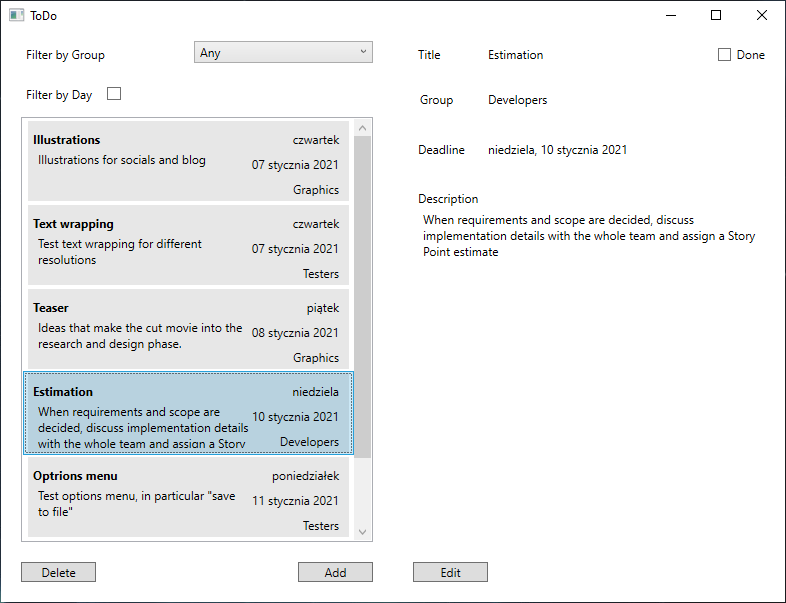 ToDo
Filter by Group
Any
Filter by Day
Illustrations
czwartek
Illustrations for socials and blog
07 stycznia 2021
Graphics
Text wrapping
czwartek
Test text wrapping for different
resolutions
07 stycznia 2021
Testers
Teaser
piątek
Ideas that make the cut movie into the
research and design phase.
08 stycznia 2021
Graphics
Estimation
niedziela
When requirements and scope are
decided, discuss implementation details
with the whole team and assign a Story
10 stycznia 2021
Developers
Optrions menu
poniedziałek
Test options menu, in particular "save
to file"
11 stycznia 2021
Testers
Delete
Add
Title
Estimation
Done
Group
Developers
Deadline
niedziela, 10 stycznia 2021
Description
When requirements and scope are decided, discuss
implementation details with the whole team and assign a Story
Point estimate
Edit